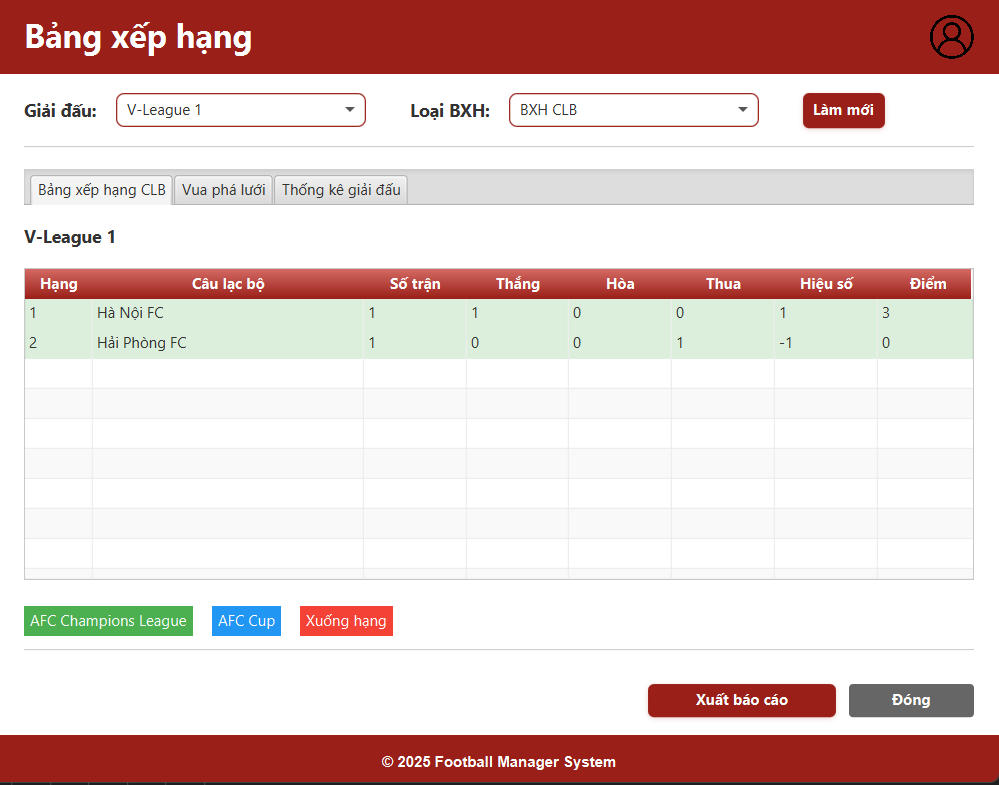 Bảng xếp hạng
Giải đấu: V-League 1 Loại BXH: BXH CLB Làm mới
Bảng xếp hạng CLB Vua phá lưới Thống kê giải đấu
V-League 1
Hạng Câu lạc bộ Số trận Thắng Hòa Thua Hiệu số Điểm
1 Hà Nội FC 1 1 0 0 1 3
2 Hải Phòng FC 1 0 0 1 -1 0
AFC Champions League AFC Cup Xuống hạng
Xuất báo cáo Đóng
© 2025 Football Manager System